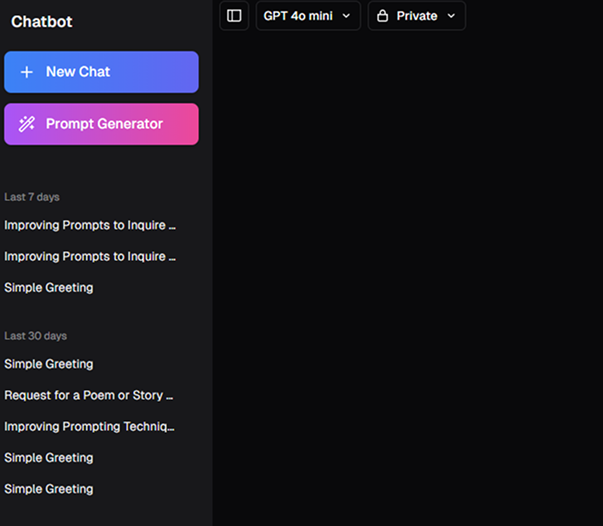 Chatbot
GPT 4o mini
Private
New Chat
Prompt Generator
Last 7 days
Improving Prompts to Inquire ...
Improving Prompts to Inquire ...
Simple Greeting
Last 30 days
Simple Greeting
Request for a Poem or Story ...
Improving Prompting Techniq...
Simple Greeting
Simple Greeting